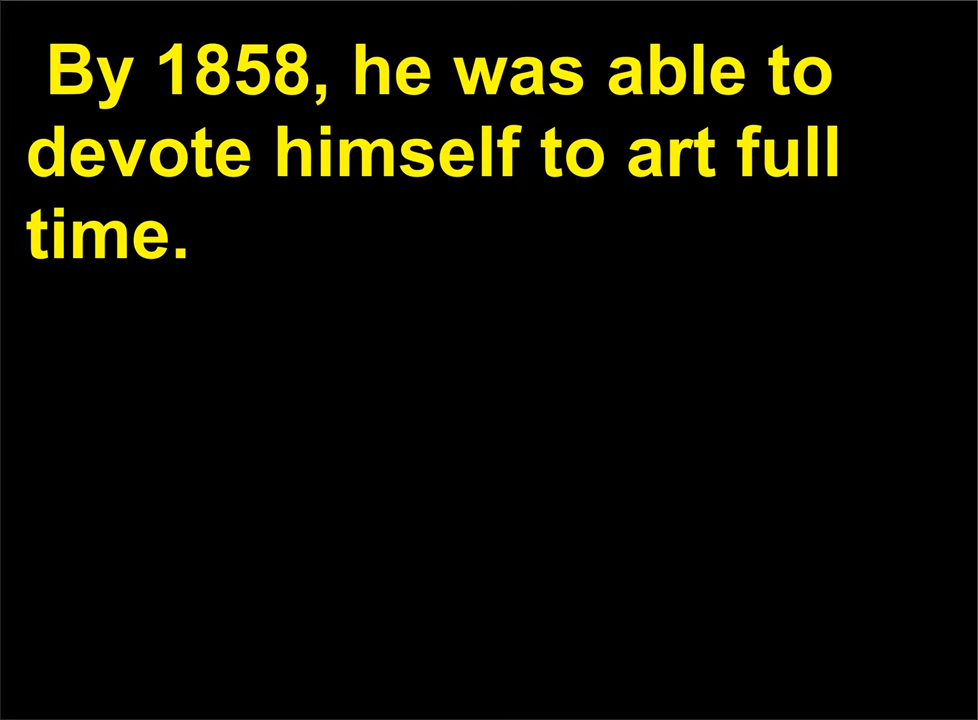 By 1858, he was able to
devote himself to art full
time.